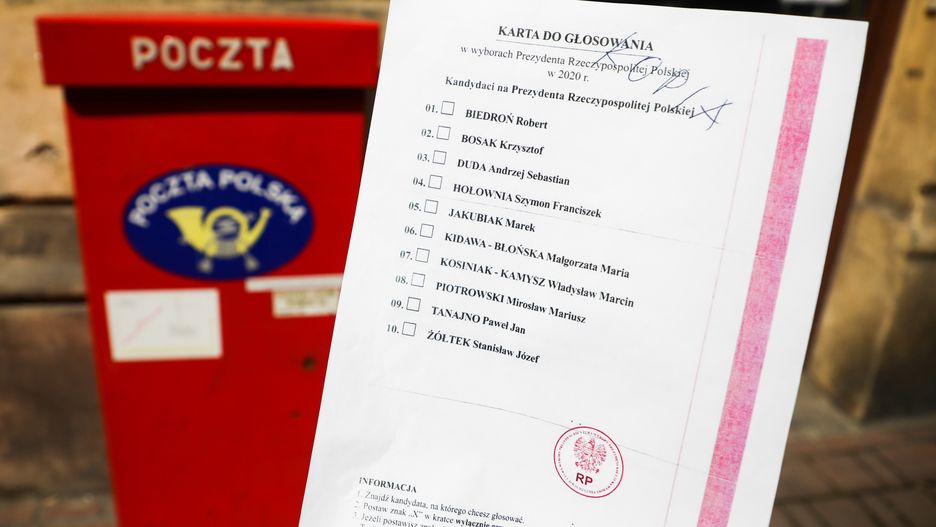 POCZTA
POCZTA POLSKA
KARTA DO GŁOSOWANIA
w wyborach Prezydenta Rzeczypospolitej Polskiej
w 2020 r.
KOPIA
Kandydaci na Prezydenta Rzeczypospolitej Polskiej
01. BIEDROŃ Robert
02. BOSAK Krzysztof
03. DUDA Andrzej Sebastian
04. HOŁOWNIA Szymon Franciszek
05. JAKUBIAK Marek
06. KIDAWA - BŁOŃSKA Małgorzata Maria
07. KOSINIAK - KAMYSZ Władysław Marcin
08. PIOTROWSKI Mirosław Mariusz
09. TANAJNO Paweł Jan
10. ŻÓŁTEK Stanisław Józef
RP
INFORMACJA
1. Znajdź kandydata, na którego chcesz głosować.
2. Postaw znak „X" w kratce wyłącznie
3. Jeżeli postawisz